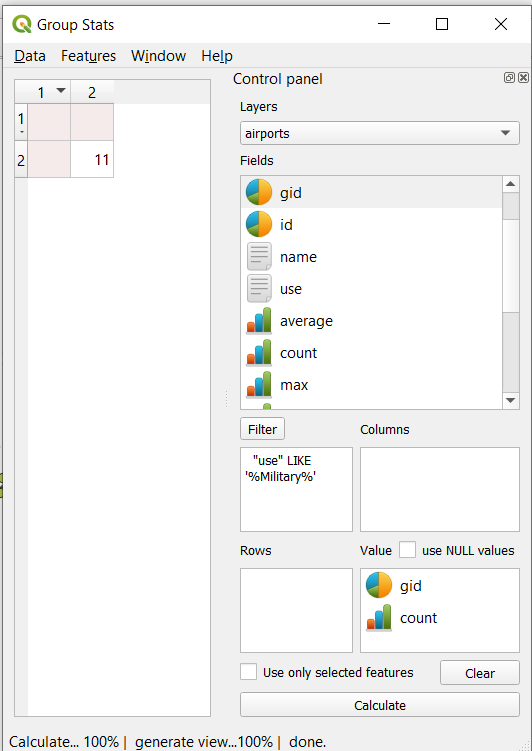 Group Stats
Data Features Window Help
1 2
1
2 11
Control panel
Layers
airports
Fields
gid
id
name
use
average
count
max
Filter Columns
"use" LIKE
'%Military%'
Rows Value use NULL values
gid
count
Use only selected features Clear
Calculate
Calculate... 100% | generate view...100% | done.